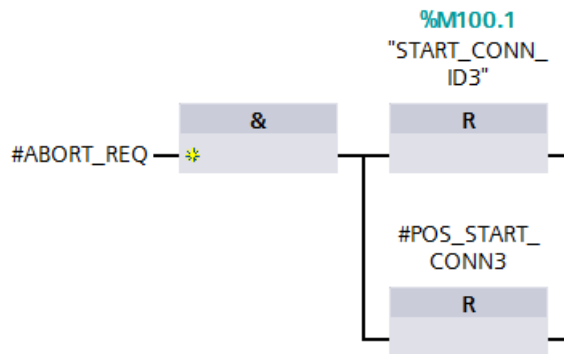 %M100.1
"START_CONN_
ID3"
&
R
#ABORT_REQ
#POS_START_
CONN3
R